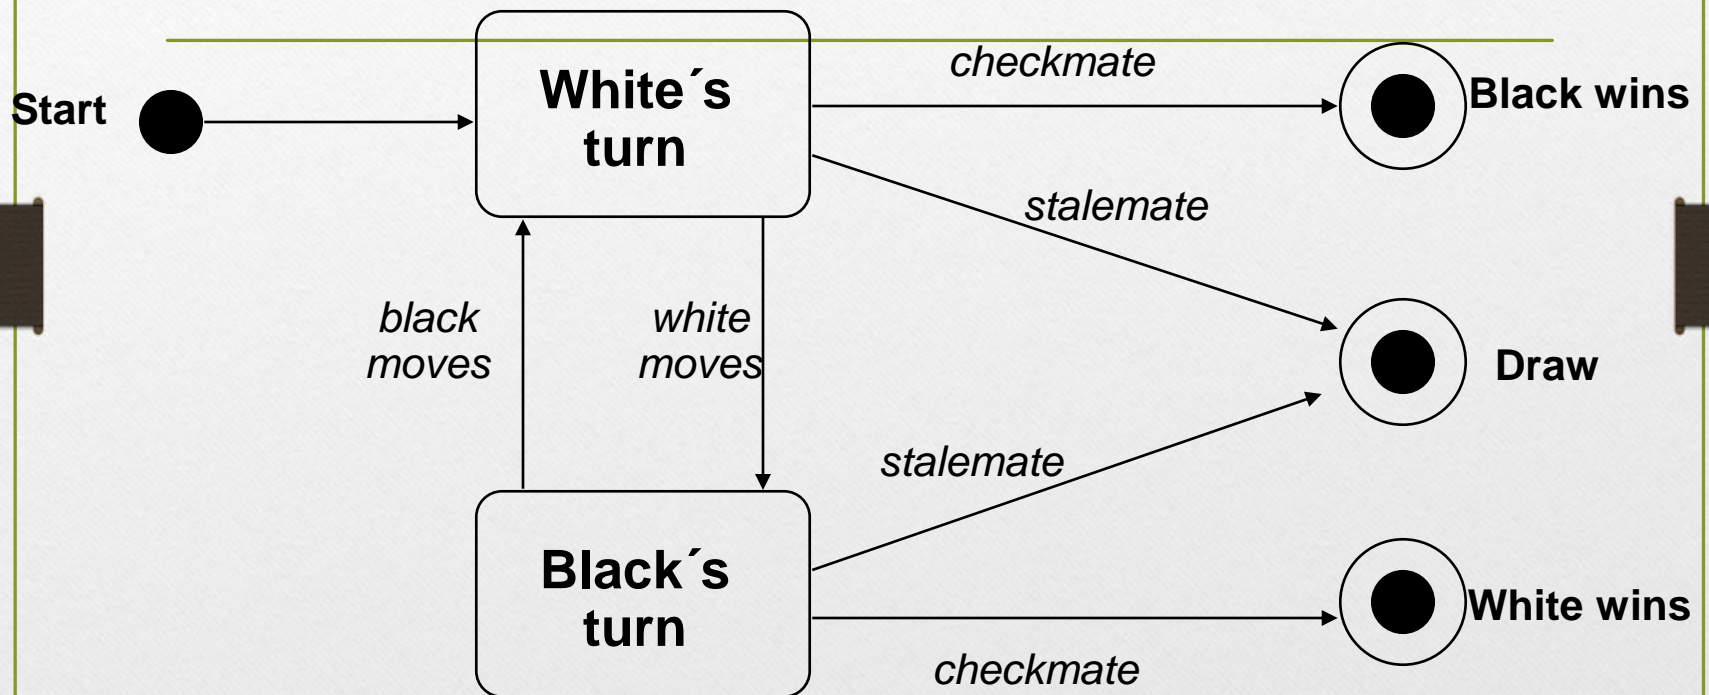 checkmate
Start
White´s
turn
Black wins
stalemate
black
moves
white
moves
Draw
stalemate
Black´s
turn
White wins
checkmate